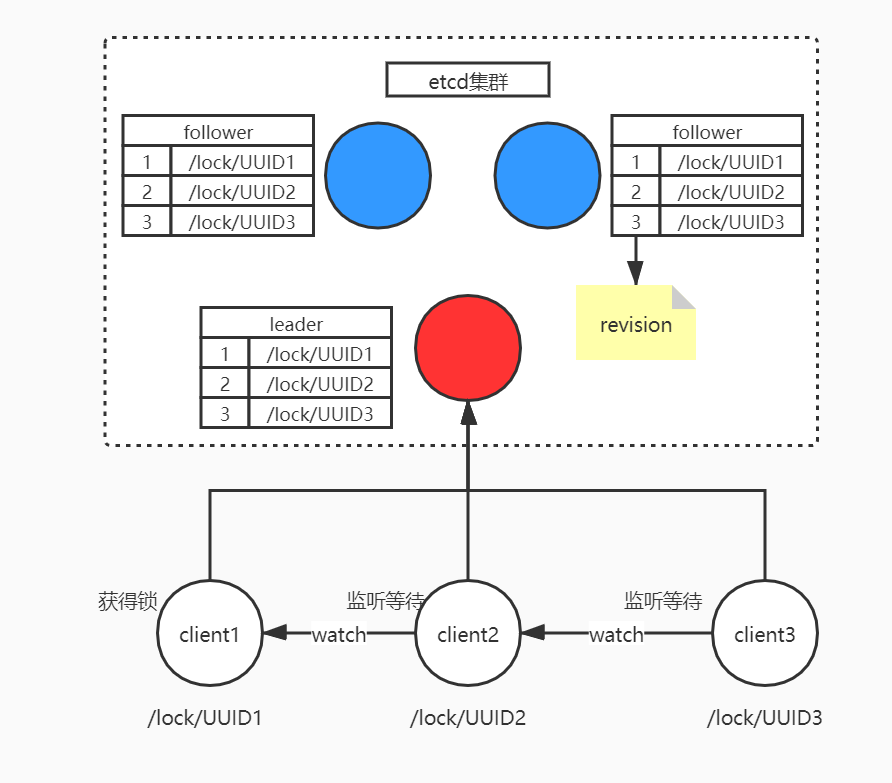 etcd集群
follower
1 /lock/UUID1
2 /lock/UUID2
3 /lock/UUID3
follower
1 /lock/UUID1
2 /lock/UUID2
3 /lock/UUID3
revision
leader
1 /lock/UUID1
2 /lock/UUID2
3 /lock/UUID3
获得锁
监听等待
监听等待
client1
watch
client2
watch
client3
/lock/UUID1
/lock/UUID2
/lock/UUID3